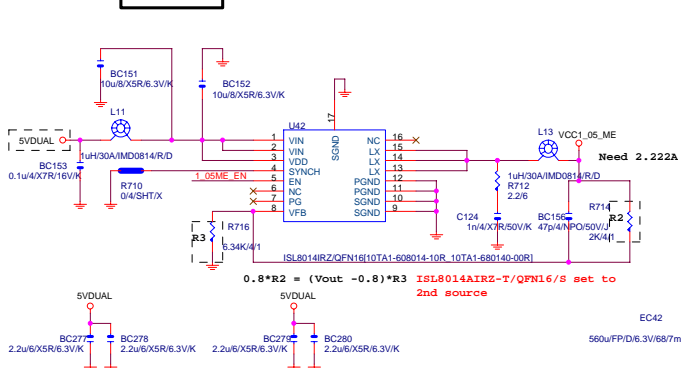 BC151
10u/8/X5R/6.3V/K
BC152
10u/8/X5R/6.3V/K
L11
1uH/30A/IMD0814/R/D
5VDUAL
BC153
0.1u/4/X7R/16V/K
R710
0/4/SHT/X
1_05ME_EN
U42
17
SGND
1 VIN
2 VIN
3 VDD
4 SYNCH
5 EN
6 NC
7 PG
8 VFB
NC 16
LX 15
LX 14
LX 13
PGND 12
PGND 11
SGND 10
SGND 9
L13
1uH/30A/IMD0814/R/D
VCC1_05_ME
Need 2.222A
R712
2.2/6
C124
1n/4/X7R/50V/K
BC156
47p/4/NPO/50V/J
R714
R2
2K/4/1
R3
R716
6.34K/4/1
ISL8014IRZ/QFN16[10TA1-608014-10R_10TA1-680140-00R]
0.8*R2 = (Vout -0.8)*R3
ISL8014AIRZ-T/QFN16/S set to
2nd source
5VDUAL
BC277
2.2u/6/X5R/6.3V/K
BC278
2.2u/6/X5R/6.3V/K
5VDUAL
BC279
2.2u/6/X5R/6.3V/K
BC280
2.2u/6/X5R/6.3V/K
EC42
560u/FP/D/6.3V/68/7m